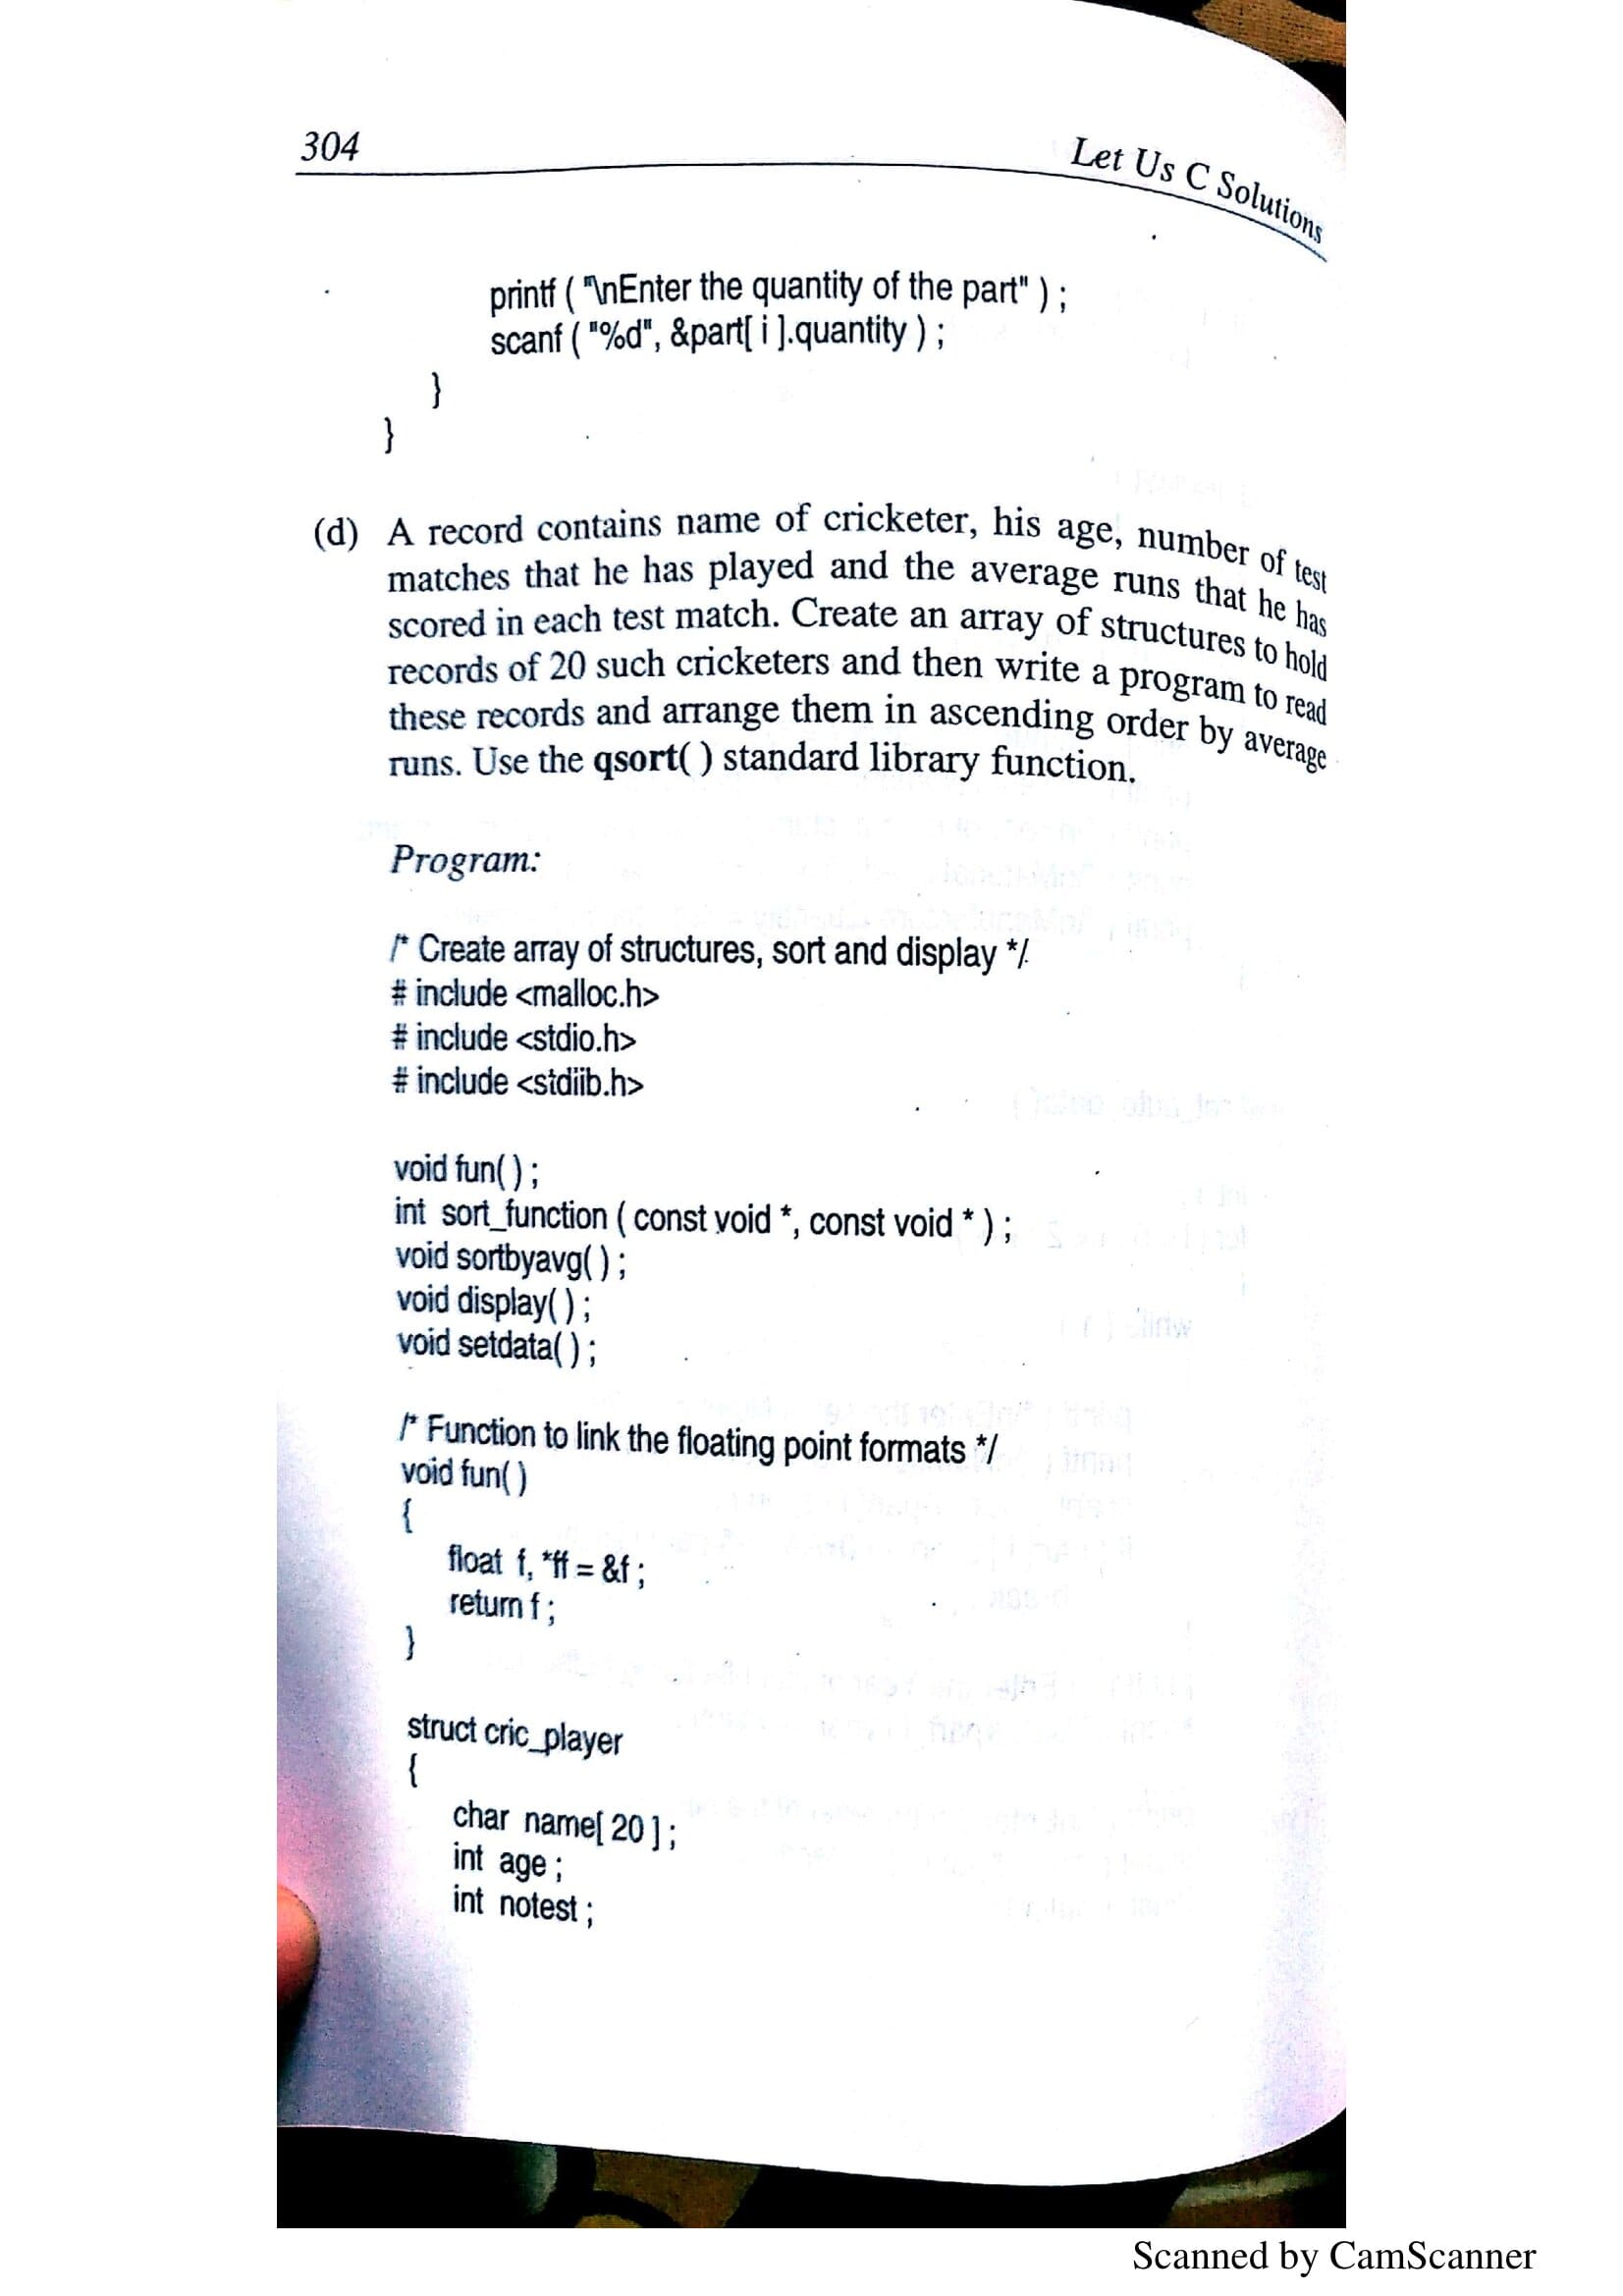 304
Let Us C Solutions
printf ( "\nEnter the quantity of the part" ) ;
scanf ( "%d", &part[ i ].quantity ) ;
}
}
(d) A record contains name of cricketer, his age, number of test
matches that he has played and the average runs that he has
scored in each test match. Create an array of structures to hold
records of 20 such cricketers and then write a program to read
these records and arrange them in ascending order by average
runs. Use the qsort( ) standard library function.
Program:
/* Create array of structures, sort and display */
# include <malloc.h>
# include <stdio.h>
# include <stdlib.h>
void fun( ) ;
int sort_function ( const void *, const void * ) ;
void sortbyavg( ) ;
void display( ) ;
void setdata( ) ;
/* Function to link the floating point formats */
void fun( )
{
float f, *ff = &f ;
return f ;
}
struct cric_player
{
char name[ 20 ] ;
int age ;
int notest ;
Scanned by CamScanner